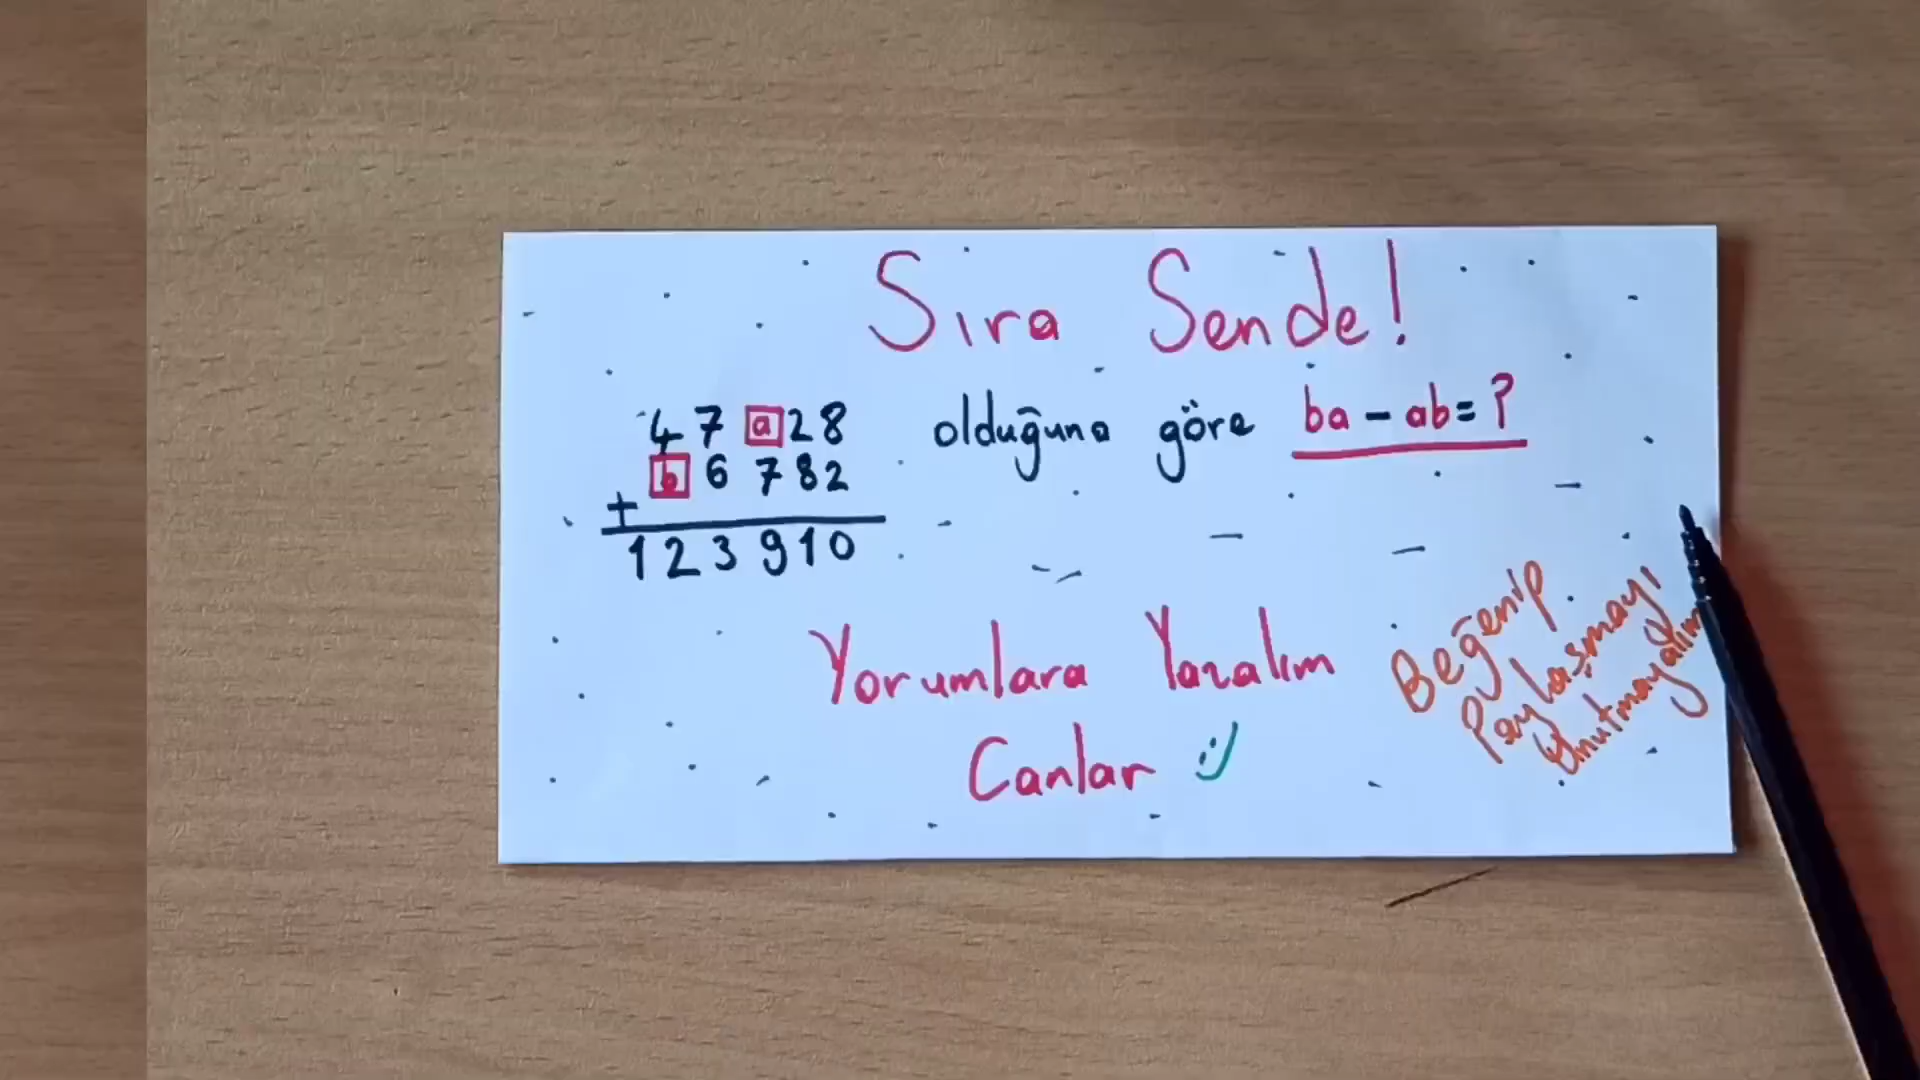 Sıra Sende!
47a28 olduğuna göre ba - ab = ?
b6782
+
123910
Yorumlara Yazalım
Canlar :)
Beğenip
Paylaşmayı
Unutmayalım